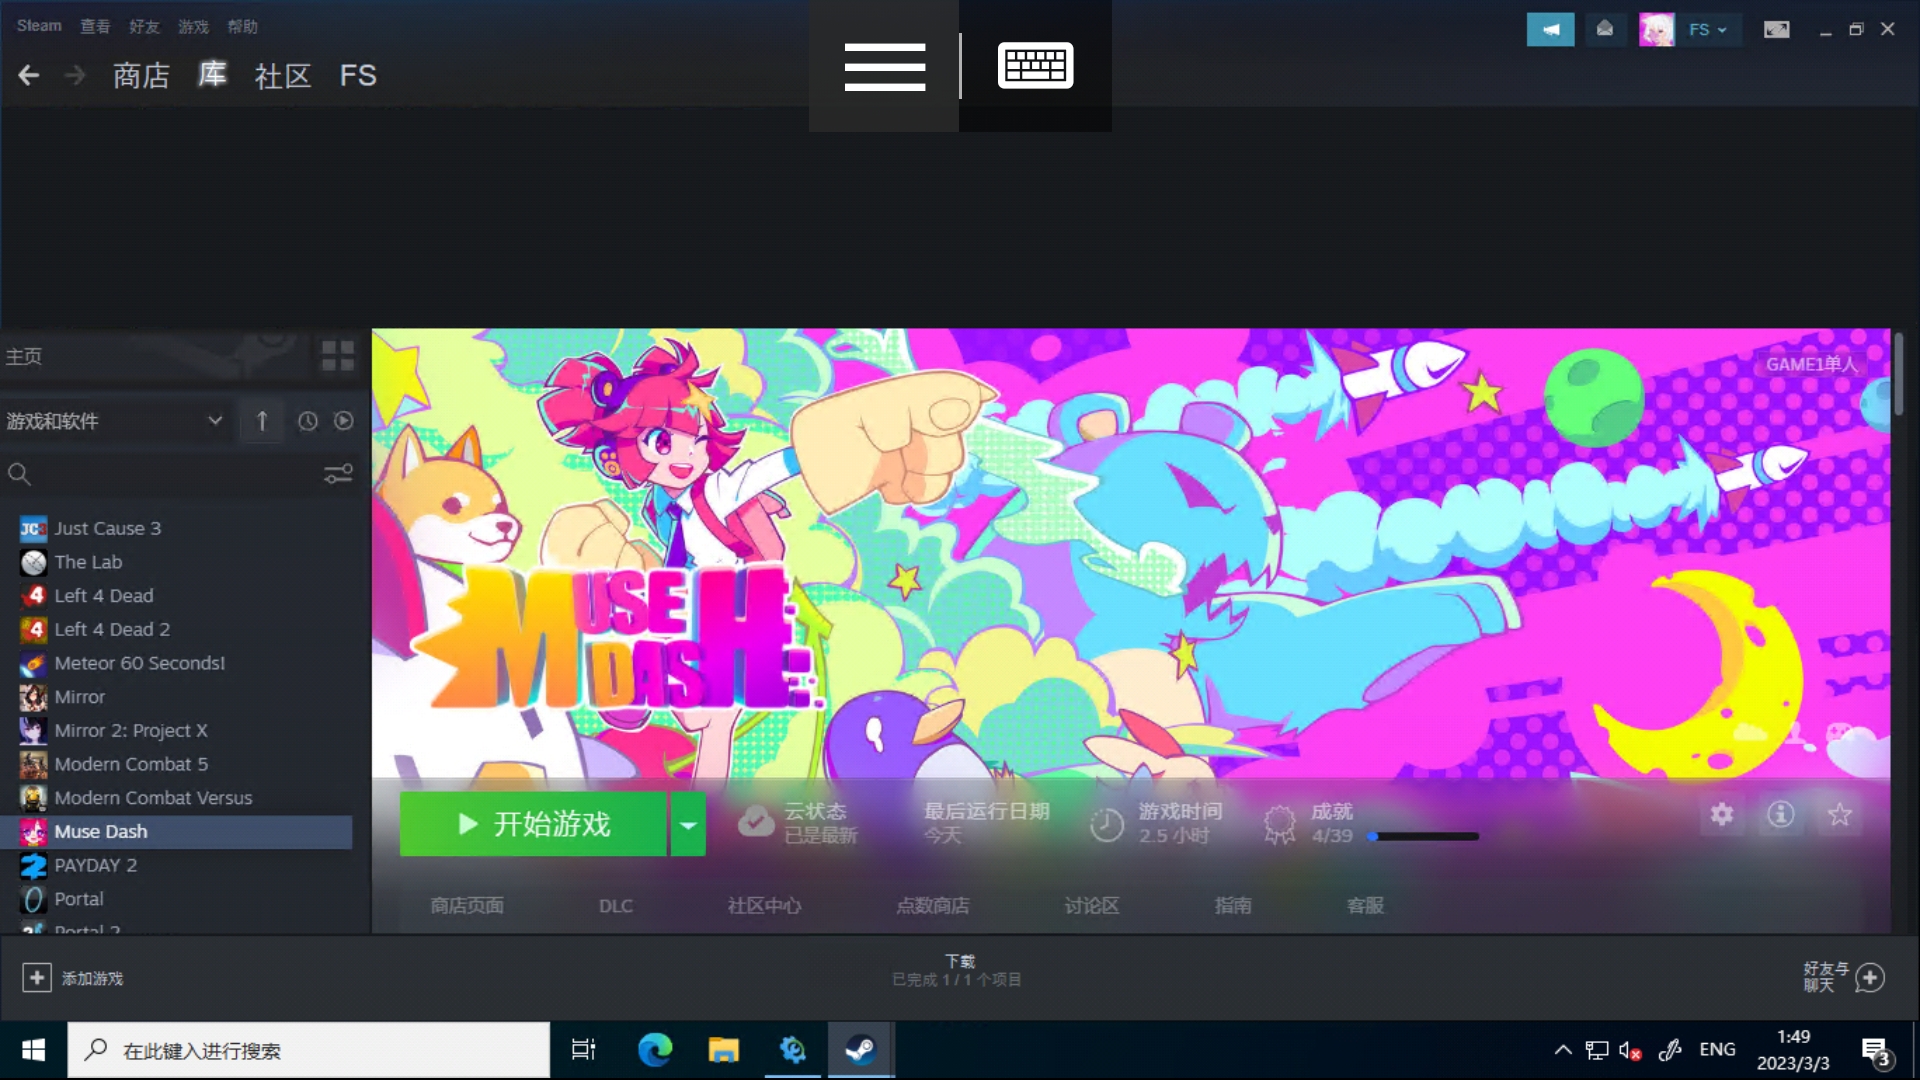 Steam 查看 好友 游戏 帮助
FS
商店 库 社区 FS
主页
GAME1单人
游戏和软件
Just Cause 3
The Lab
Left 4 Dead
Left 4 Dead 2
Meteor 60 Seconds!
Mirror
Mirror 2: Project X
Modern Combat 5
Modern Combat Versus
Muse Dash
PAYDAY 2
Portal
Portal 2
MUSE DASH
开始游戏
云状态
已是最新
最后运行日期
今天
游戏时间
2.5 小时
成就
4/39
商店页面 DLC 社区中心 点数商店 讨论区 指南 客服
添加游戏
下载
已完成 1 / 1 个项目
好友与
聊天
在此键入进行搜索
ENG
1:49
2023/3/3
3